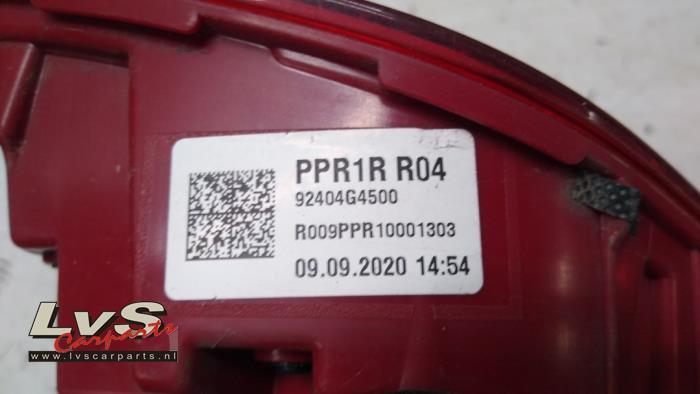 PPR1R R04
92404G4500
R009PPR10001303
09.09.2020 14:54
LvS
Carparts
www.lvscarparts.nl